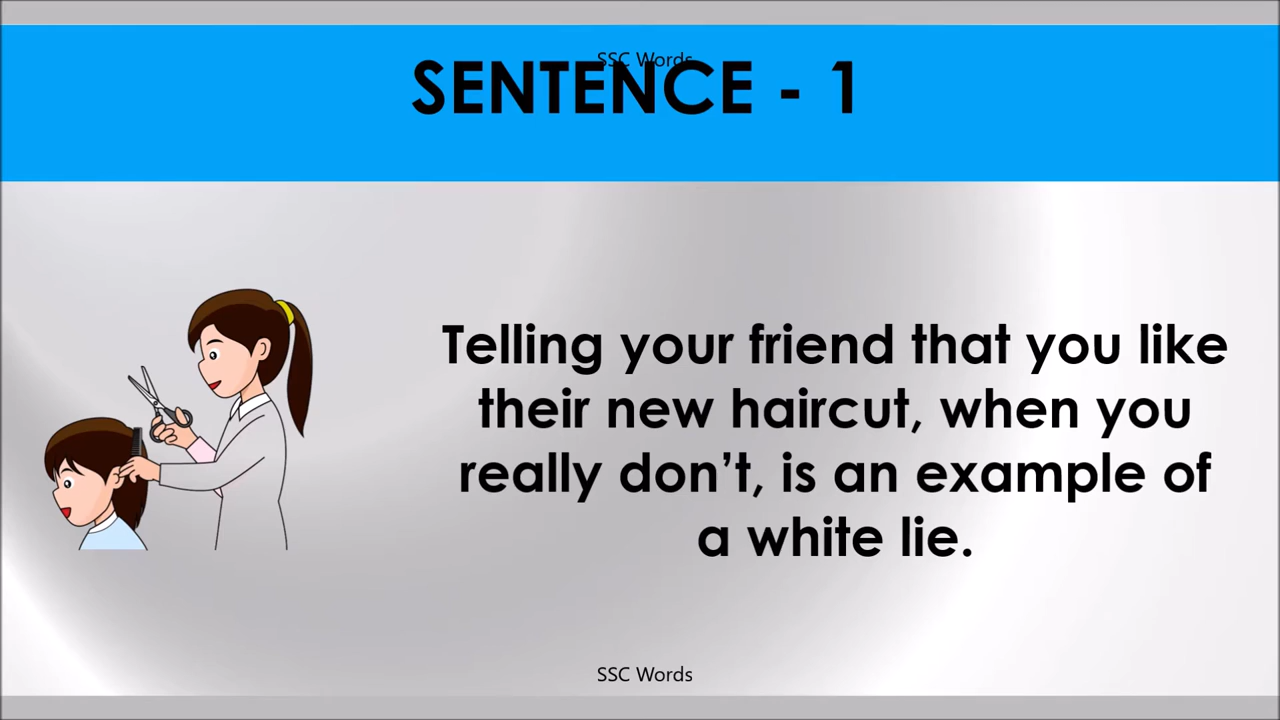 SSC Words
SENTENCE - 1
Telling your friend that you like
their new haircut, when you
really don’t, is an example of
a white lie.
SSC Words